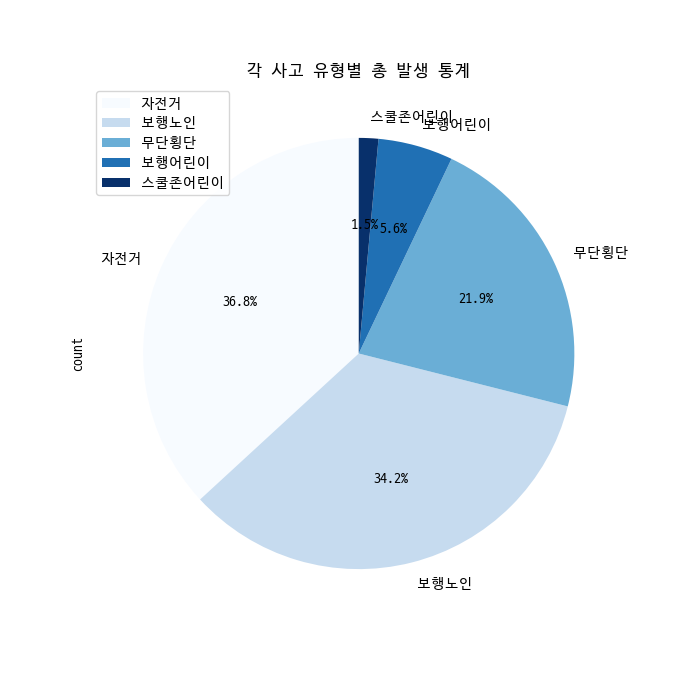 각 사고 유형별 총 발생 통계
자전거
보행노인
무단횡단
보행어린이
스쿨존어린이
스쿨존어린이
보행어린이
자전거
무단횡단
1.5%
5.6%
36.8%
21.9%
count
34.2%
보행노인